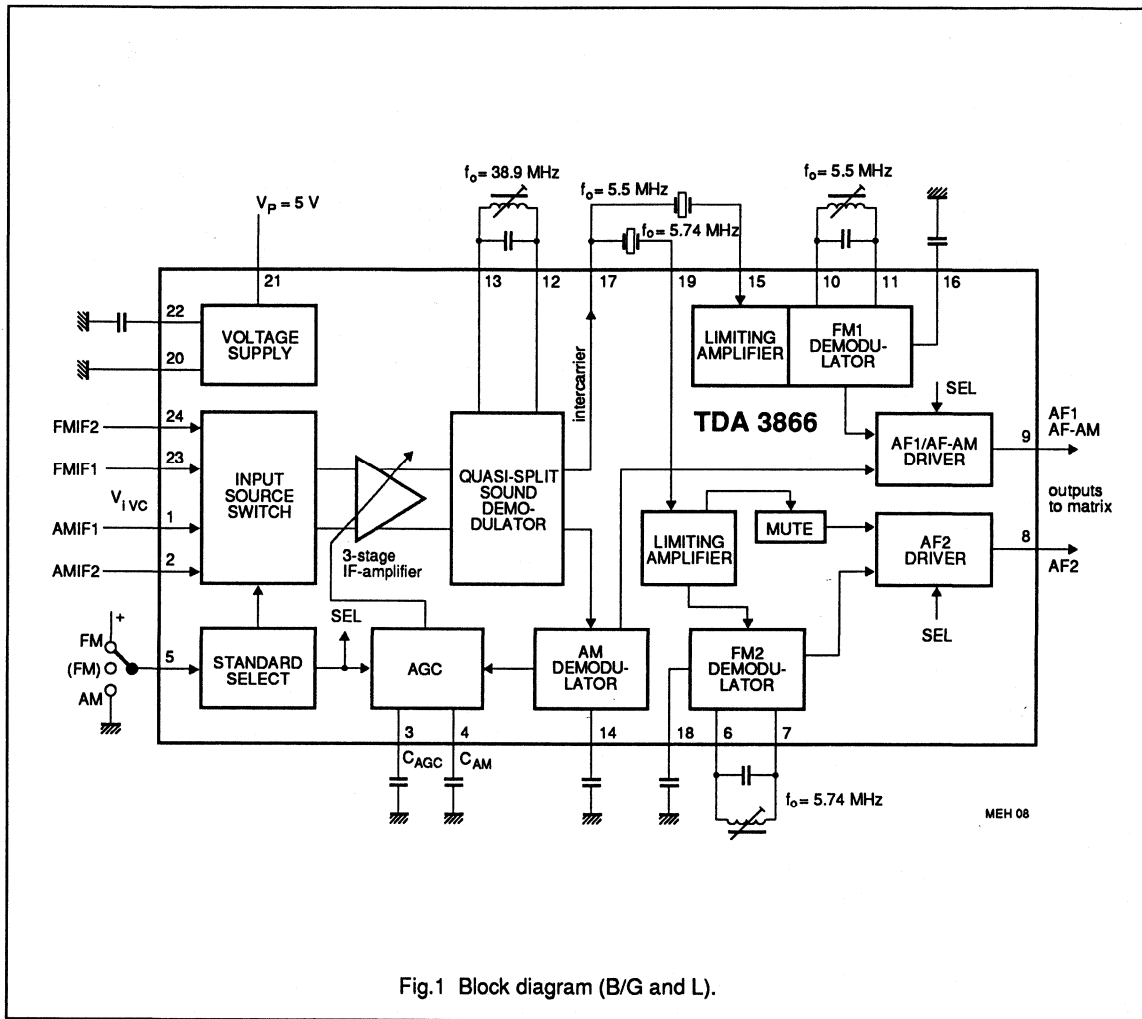 f₀ = 38.9 MHz
f₀ = 5.5 MHz
f₀ = 5.5 MHz
V_P = 5 V
f₀ = 5.74 MHz
21
13
12
17
19
15
10
11
16
22
VOLTAGE
SUPPLY
20
LIMITING
AMPLIFIER
FM1
DEMODU-
LATOR
intercarrier
TDA 3866
SEL
AF1
AF-AM
24
FMIF2
23
FMIF1
V_i VC
1
AMIF1
2
AMIF2
INPUT
SOURCE
SWITCH
3-stage
IF-amplifier
QUASI-SPLIT
SOUND
DEMO-
DULATOR
AF1/AF-AM
DRIVER
9
outputs
to matrix
LIMITING
AMPLIFIER
MUTE
AF2
DRIVER
8
AF2
SEL
SEL
+
FM
(FM)
AM
5
STANDARD
SELECT
AGC
AM
DEMODU-
LATOR
FM2
DEMODU-
LATOR
3
4
14
18
6
7
C_AGC
C_AM
f₀ = 5.74 MHz
MEH 08
Fig.1 Block diagram (B/G and L).